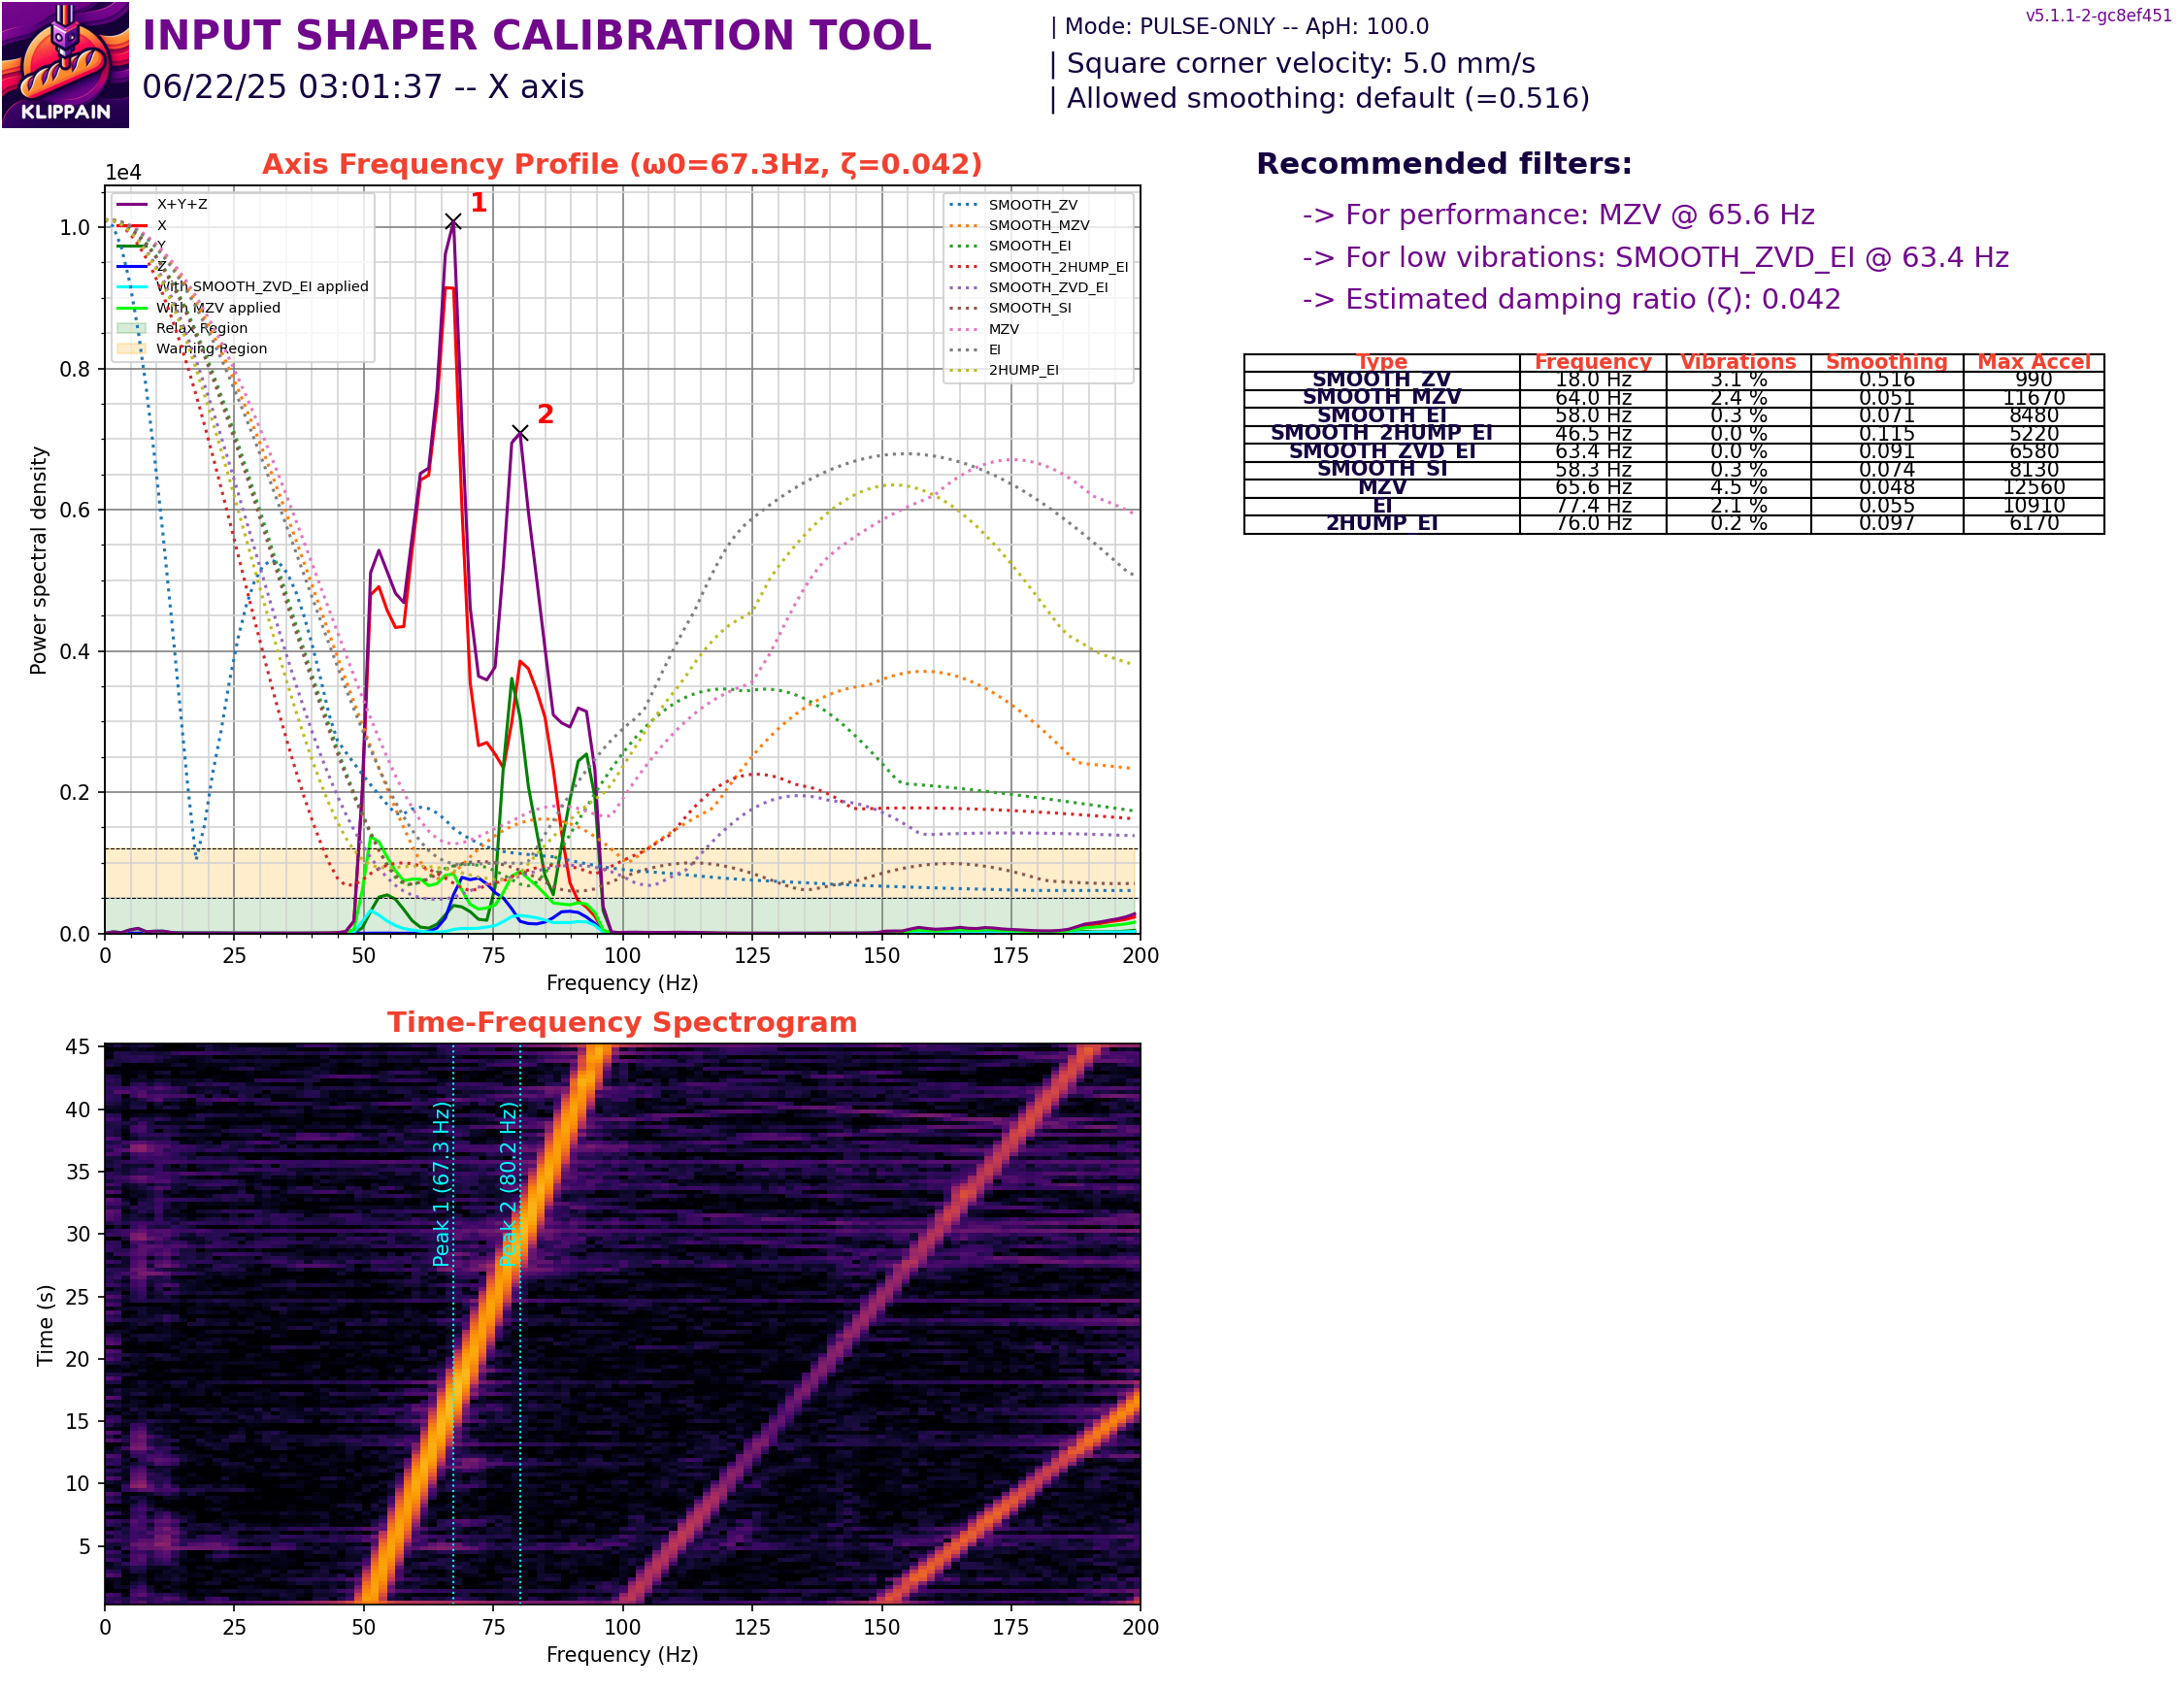 INPUT SHAPER CALIBRATION TOOL
06/22/25 03:01:37 -- X axis
KLIPPAIN
| Mode: PULSE-ONLY -- ApH: 100.0
| Square corner velocity: 5.0 mm/s
| Allowed smoothing: default (=0.516)
v5.1.1-2-gc8ef451
Axis Frequency Profile (ω0=67.3Hz, ζ=0.042)
1e4
X+Y+Z
X
Y
Z
With SMOOTH_ZVD_EI applied
With MZV applied
Relax Region
Warning Region
1
2
SMOOTH_ZV
SMOOTH_MZV
SMOOTH_EI
SMOOTH_2HUMP_EI
SMOOTH_ZVD_EI
SMOOTH_SI
MZV
EI
2HUMP_EI
Power spectral density
1.0
0.8
0.6
0.4
0.2
0.0
0 25 50 75 100 125 150 175 200
Frequency (Hz)
Recommended filters:
-> For performance: MZV @ 65.6 Hz
-> For low vibrations: SMOOTH_ZVD_EI @ 63.4 Hz
-> Estimated damping ratio (ζ): 0.042
Type Frequency Vibrations Smoothing Max Accel
SMOOTH_ZV 18.0 Hz 3.1 % 0.516 990
SMOOTH_MZV 64.0 Hz 2.4 % 0.051 11670
SMOOTH_EI 58.0 Hz 0.3 % 0.071 8480
SMOOTH_2HUMP_EI 46.5 Hz 0.0 % 0.115 5220
SMOOTH_ZVD_EI 63.4 Hz 0.0 % 0.091 6580
SMOOTH_SI 58.3 Hz 0.3 % 0.074 8130
MZV 65.6 Hz 4.5 % 0.048 12560
EI 77.4 Hz 2.1 % 0.055 10910
2HUMP_EI 76.0 Hz 0.2 % 0.097 6170
Time-Frequency Spectrogram
Time (s)
45
40
35
30
25
20
15
10
5
Peak 1 (67.3 Hz)
Peak 2 (80.2 Hz)
0 25 50 75 100 125 150 175 200
Frequency (Hz)